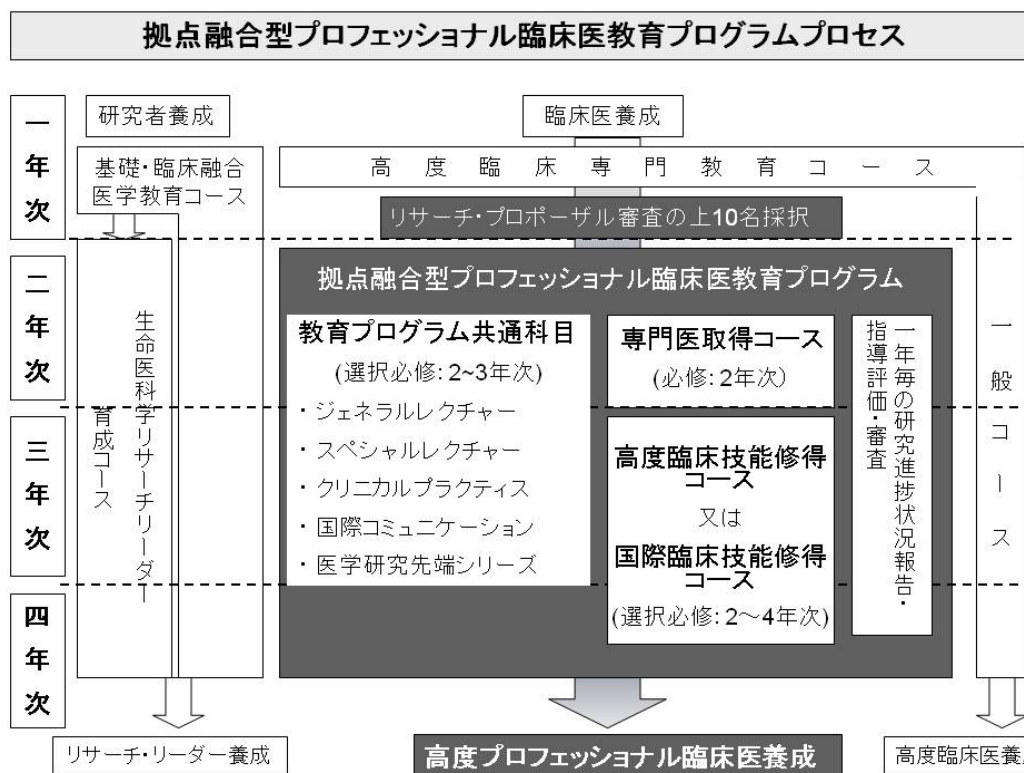 拠点融合型プロフェッショナル臨床医教育プログラムプロセス
一年次
研究者養成
臨床医養成
基礎・臨床融合
医学教育コース
高度臨床専門教育コース
リサーチ・プロポーザル審査の上10名採択
二年次
三年次
四年次
生命医科学リサーチリーダー
育成コース
拠点融合型プロフェッショナル臨床医教育プログラム
教育プログラム共通科目
(選択必修: 2~3年次)
・ジェネラルレクチャー
・スペシャルレクチャー
・クリニカルプラクティス
・国際コミュニケーション
・医学研究先端シリーズ
専門医取得コース
(必修: 2年次)
高度臨床技能修得
コース
又は
国際臨床技能修得
コース
(選択必修: 2～4年次)
一年毎の研究進捗状況報告・
指導評価・審査
一般コース
リサーチ・リーダー養成
高度プロフェッショナル臨床医養成
高度臨床医養